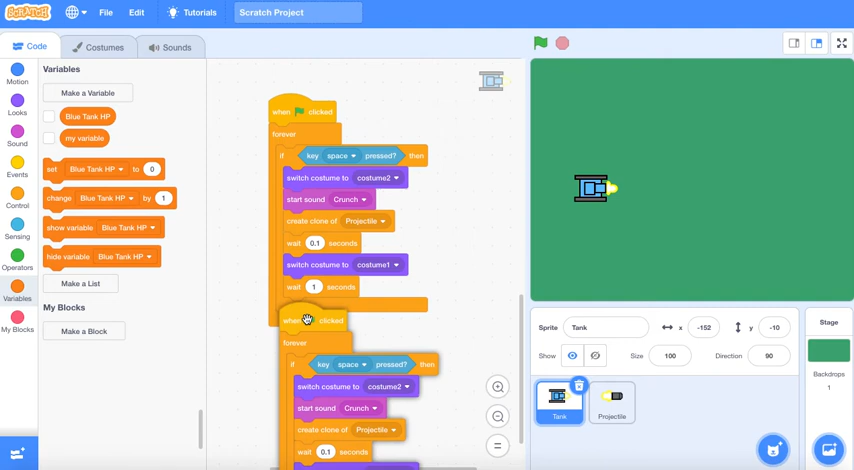 SCRATCH File Edit Tutorials Scratch Project
Code Costumes Sounds
Motion
Looks
Sound
Events
Control
Sensing
Operators
Variables
My Blocks
Variables
Make a Variable
Blue Tank HP
my variable
set Blue Tank HP to 0
change Blue Tank HP by 1
show variable Blue Tank HP
hide variable Blue Tank HP
Make a List
My Blocks
Make a Block
when clicked
forever
if key space pressed? then
switch costume to costume2
start sound Crunch
create clone of Projectile
wait 0.1 seconds
switch costume to costume1
wait 1 seconds
when clicked
forever
if key space pressed? then
switch costume to costume2
start sound Crunch
create clone of Projectile
wait 0.1 seconds
Sprite Tank x -152 y -10
Show Size 100 Direction 90
Tank
Projectile
Stage
Backdrops
1